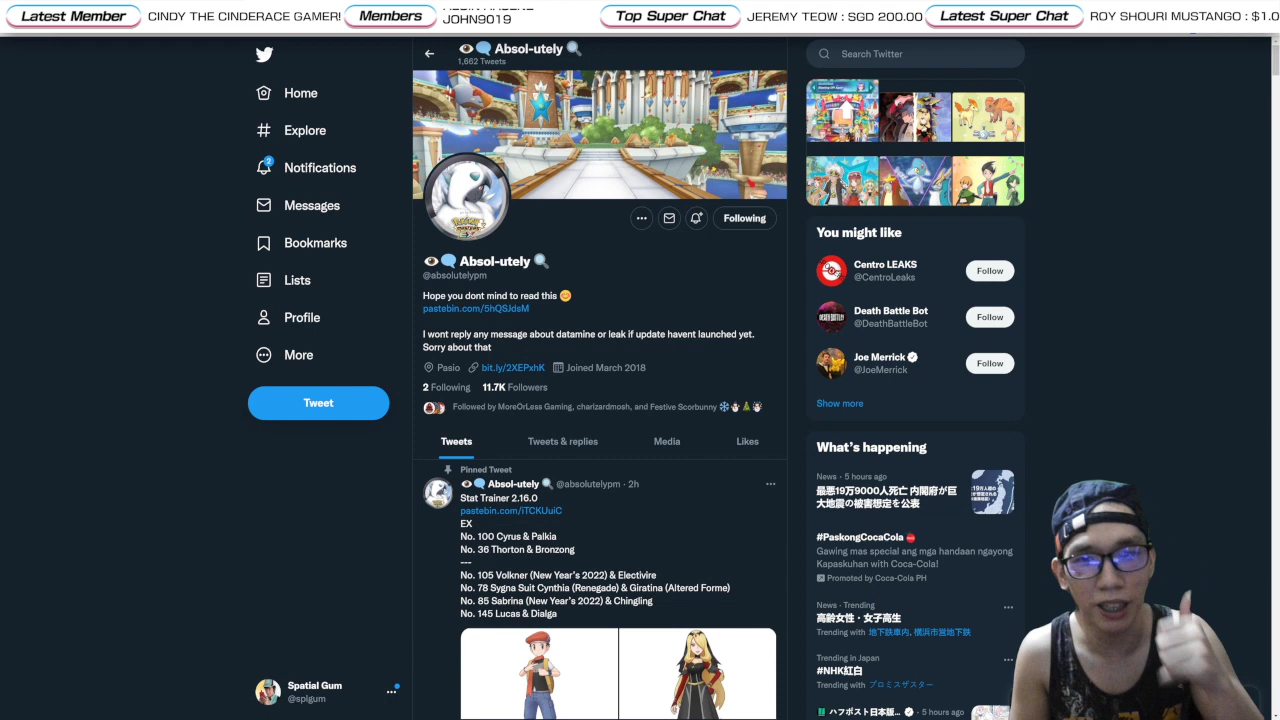 Latest Member
CINDY THE CINDERACE GAMER!
Members
JOHN9019
Top Super Chat
JEREMY TEOW : SGD 200.00
Latest Super Chat
ROY SHOURI MUSTANGO : $1.0
Absol-utely
1,662 Tweets
Search Twitter
Home
Explore
2
Notifications
Messages
Bookmarks
Lists
Profile
More
Tweet
Spatial Gum
@splgum
Following
Absol-utely
@absolutelypm
Hope you dont mind to read this 😊
pastebin.com/5hQSJdsM
I wont reply any message about datamine or leak if update havent launched yet.
Sorry about that
Pasio bit.ly/2XEPxhK Joined March 2018
2 Following 11.7K Followers
Followed by MoreOrLess Gaming, charizardmosh, and Festive Scorbunny
Tweets Tweets & replies Media Likes
Pinned Tweet
Absol-utely @absolutelypm · 2h
Stat Trainer 2.16.0
pastebin.com/iTCKUuiC
EX
No. 100 Cyrus & Palkia
No. 36 Thorton & Bronzong
---
No. 105 Volkner (New Year's 2022) & Electivire
No. 78 Sygna Suit Cynthia (Renegade) & Giratina (Altered Forme)
No. 85 Sabrina (New Year's 2022) & Chingling
No. 145 Lucas & Dialga
You might like
Centro LEAKS
@CentroLeaks
Follow
Death Battle Bot
@DeathBattleBot
Follow
Joe Merrick
@JoeMerrick
Follow
Show more
What's happening
News · 5 hours ago
最悪19万9000人死亡 内閣府が巨
大地震の被害想定を公表
#PaskongCocaCola
Gawing mas special ang mga handaan ngayong
Kapaskuhan with Coca-Cola!
Promoted by Coca-Cola PH
News · Trending
高齢女性・女子高生
Trending with 地下鉄車内, 横浜市営地下鉄
Trending in Japan
#NHK紅白
Trending with プロミスザスター
ハフポスト日本版... · 5 hours ago